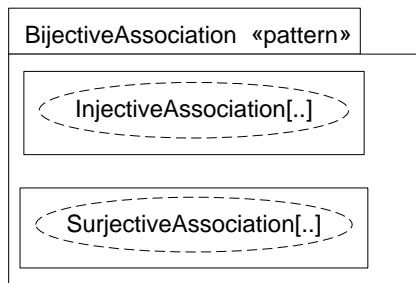 BijectiveAssociation «pattern»
InjectiveAssociation[..]
SurjectiveAssociation[..]